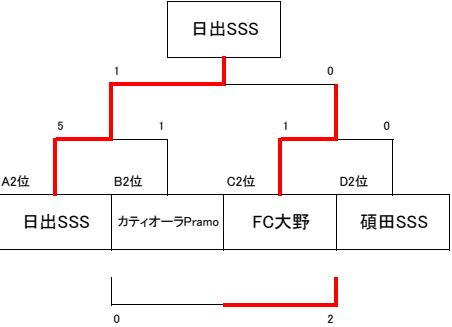 日出SSS
1 0
5 1 1 0
A2位 B2位 C2位 D2位
日出SSS カティオーラPramo FC大野 碩田SSS
0 2